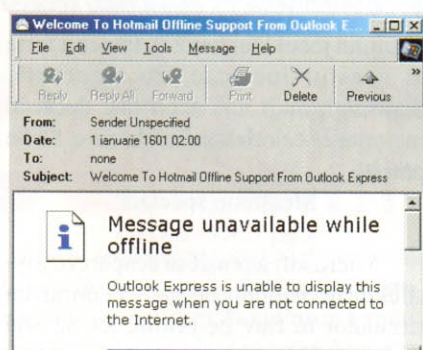 Welcome To Hotmail Offline Support From Outlook E...
File Edit View Tools Message Help
Reply Reply All Forward Print Delete Previous
From: Sender Unspecified
Date: 1 ianuarie 1601 02:00
To: none
Subject: Welcome To Hotmail Offline Support From Outlook Express
Message unavailable while
offline
Outlook Express is unable to display this
message when you are not connected to
the Internet.